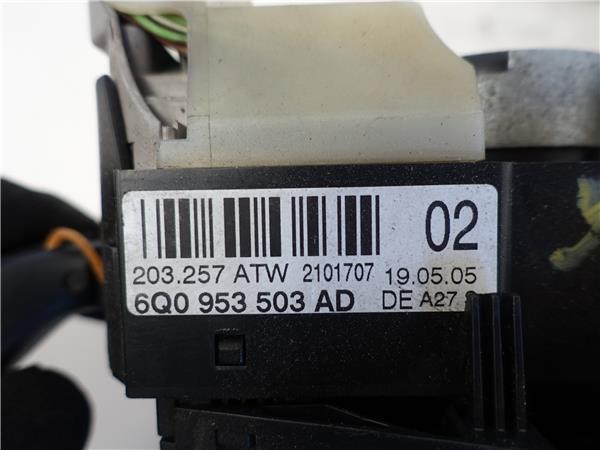 02
203.257 ATW 2101707 19.05.05
6Q0 953 503 AD DE A27